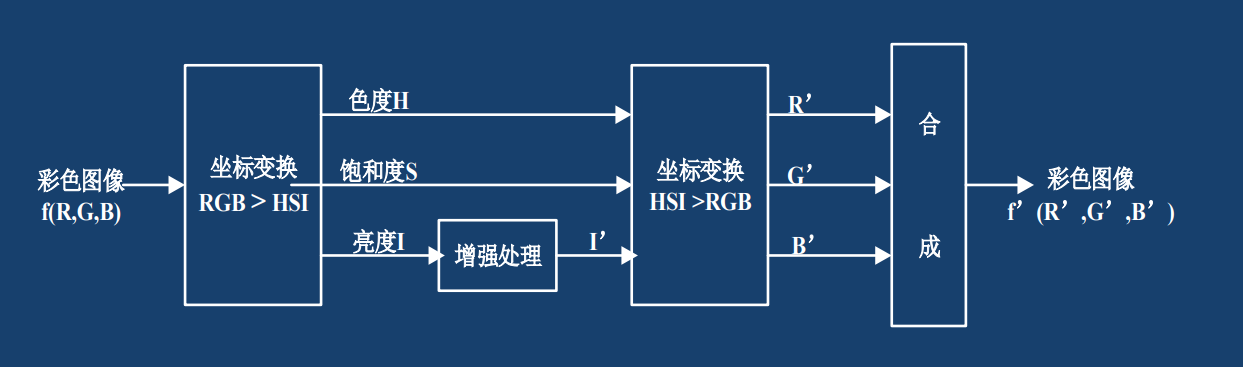 彩色图像
f(R,G,B)
坐标变换
RGB > HSI
色度H
饱和度S
亮度I
增强处理
I’
坐标变换
HSI >RGB
R’
G’
B’
合
成
彩色图像
f’(R’,G’,B’)